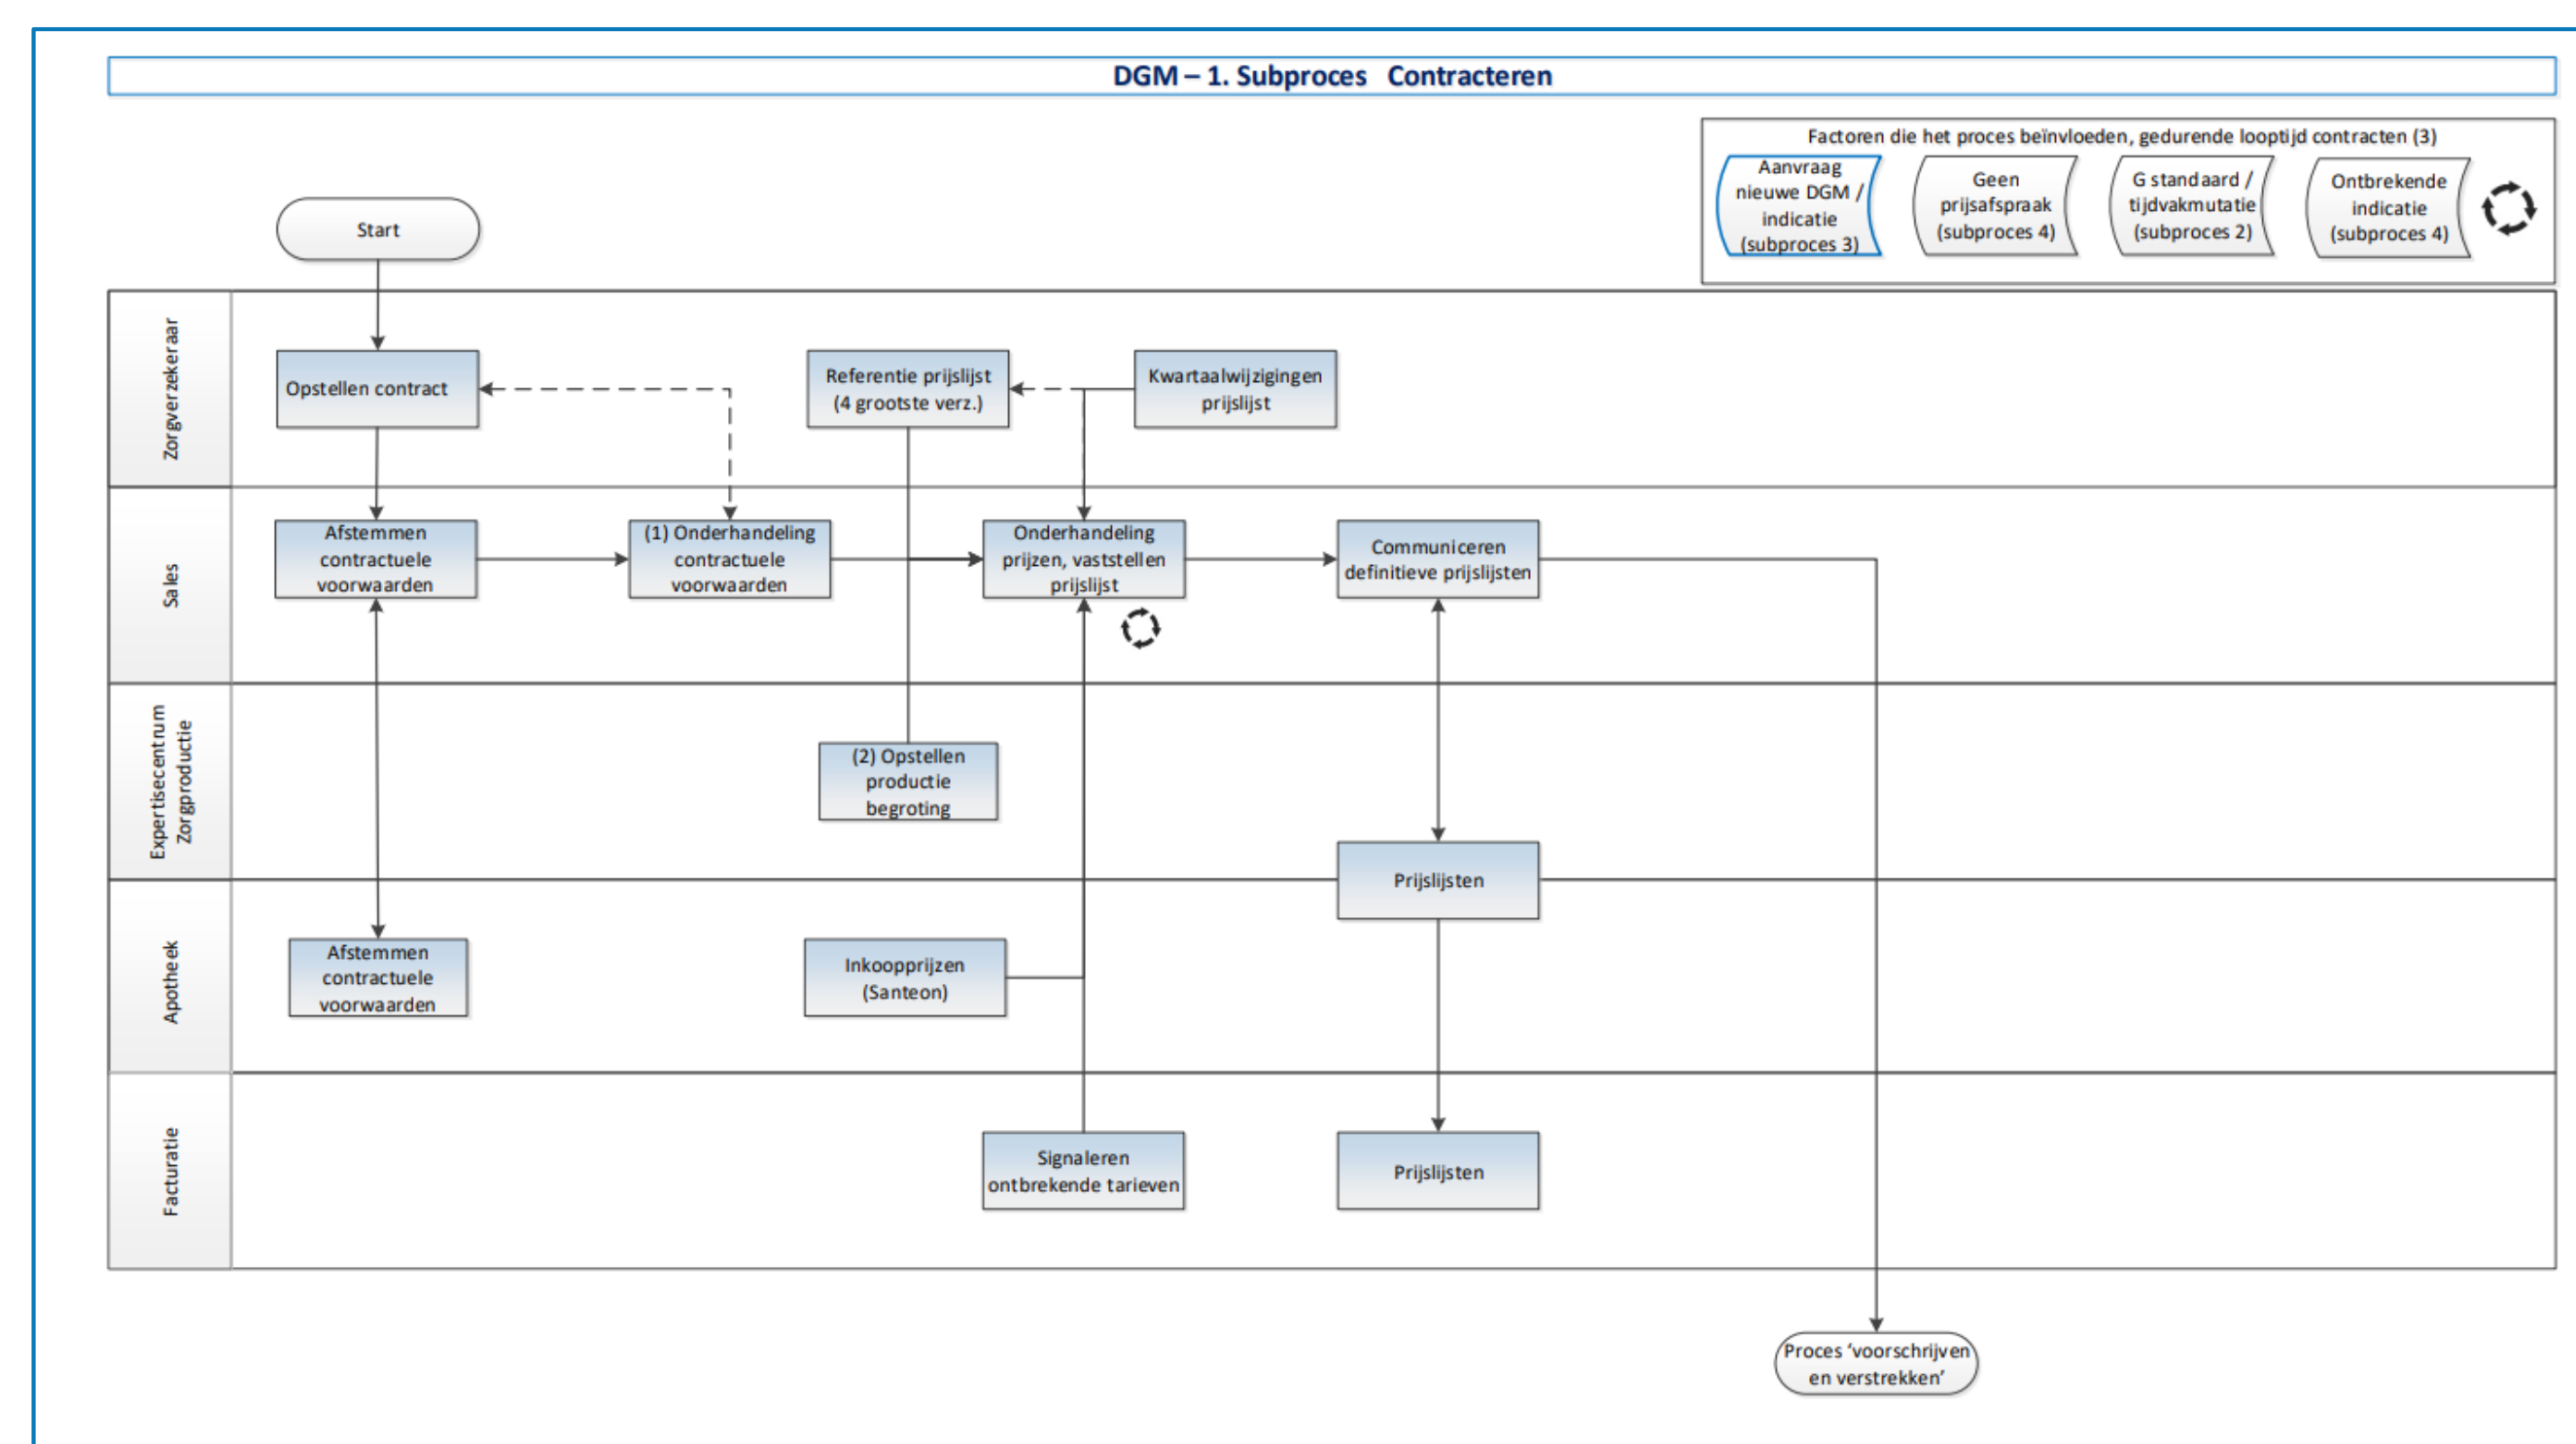 DGM – 1. Subproces Contracteren
Factoren die het proces beïnvloeden, gedurende looptijd contracten (3)
Aanvraag
nieuwe DGM /
indicatie
(subproces 3)
Geen
prijsafspraak
(subproces 4)
G standaard /
tijdvakmutatie
(subproces 2)
Ontbrekende
indicatie
(subproces 4)
Start
Zorgverzekeraar
Opstellen contract
Referentie prijslijst
(4 grootste verz.)
Kwartaalwijzigingen
prijslijst
Sales
Afstemmen
contractuele
voorwaarden
(1) Onderhandeling
contractuele
voorwaarden
Onderhandeling
prijzen, vaststellen
prijslijst
Communiceren
definitieve prijslijsten
Expertisecentrum
Zorgproductie
(2) Opstellen
productie
begroting
Prijslijsten
Apotheek
Afstemmen
contractuele
voorwaarden
Inkoopprijzen
(Santeon)
Facturatie
Signaleren
ontbrekende tarieven
Prijslijsten
Proces ‘voorschrijven
en verstrekken’